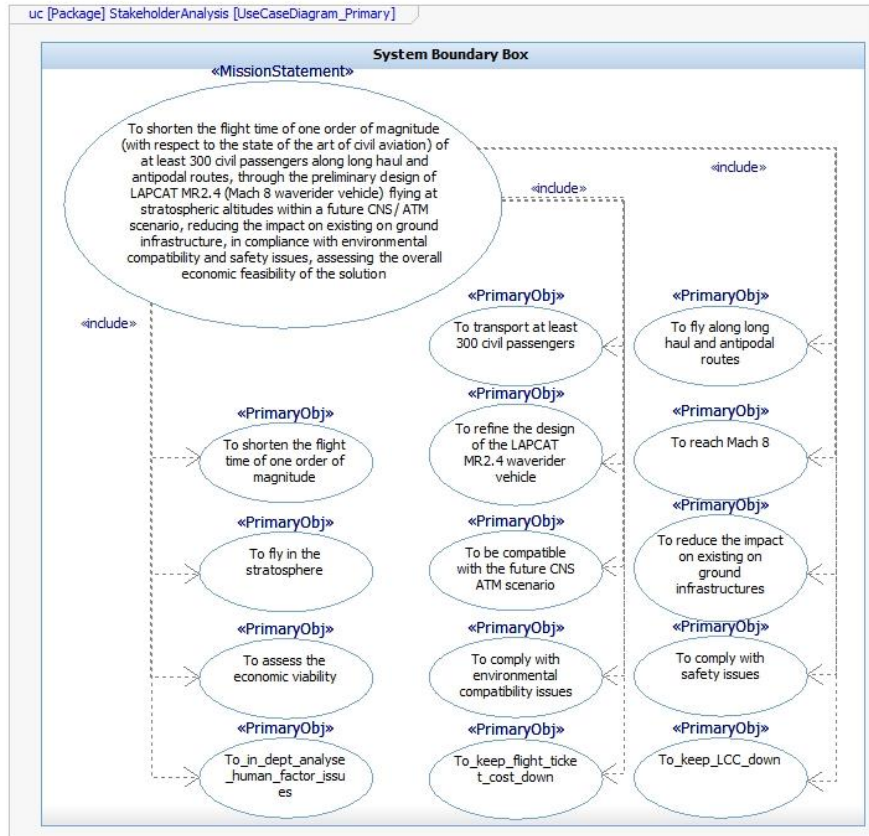 uc [Package] StakeholderAnalysis [UseCaseDiagram_Primary]
System Boundary Box
«MissionStatement»
To shorten the flight time of one order of magnitude
(with respect to the state of the art of civil aviation) of
at least 300 civil passengers along long haul and
antipodal routes, through the preliminary design of
LAPCAT MR2.4 (Mach 8 waverider vehicle) flying at
stratospheric altitudes within a future CNS/ ATM
scenario, reducing the impact on existing on ground
infrastructure, in compliance with environmental
compatibility and safety issues, assessing the overall
economic feasibility of the solution
«include»
«include»
«include»
«PrimaryObj»
To shorten the flight
time of one order of
magnitude
«PrimaryObj»
To fly in the
stratosphere
«PrimaryObj»
To assess the
economic viability
«PrimaryObj»
To_in_dept_analyse
_human_factor_issu
es
«PrimaryObj»
To transport at least
300 civil passengers
«PrimaryObj»
To refine the design
of the LAPCAT
MR2.4 waverider
vehicle
«PrimaryObj»
To be compatible
with the future CNS
ATM scenario
«PrimaryObj»
To comply with
environmental
compatibility issues
«PrimaryObj»
To_keep_flight_ticke
t_cost_down
«PrimaryObj»
To fly along long
haul and antipodal
routes
«PrimaryObj»
To reach Mach 8
«PrimaryObj»
To reduce the impact
on existing on
ground
infrastructures
«PrimaryObj»
To comply with
safety issues
«PrimaryObj»
To_keep_LCC_down